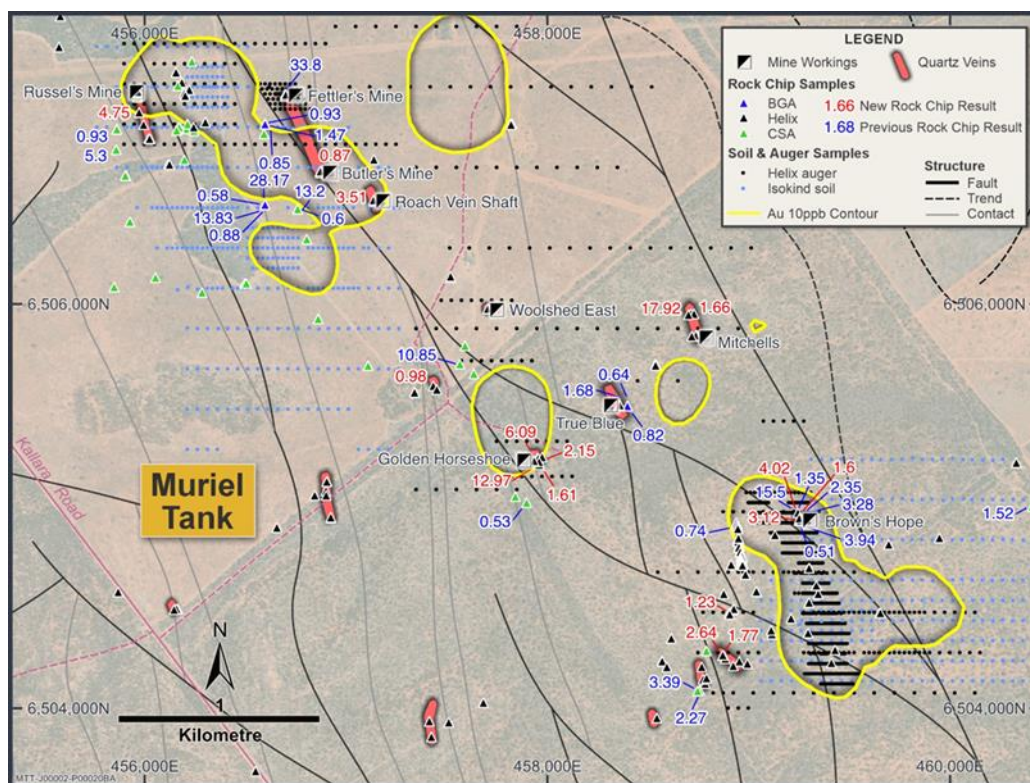 456,000E
458,000E
LEGEND
Mine Workings
Quartz Veins
Rock Chip Samples
BGA
Helix
CSA
1.66 New Rock Chip Result
1.68 Previous Rock Chip Result
Soil & Auger Samples
Helix auger
Isokind soil
Au 10ppb Contour
Structure
Fault
Trend
Contact
33.8
Russel's Mine
Fettler's Mine
4.75
0.93
0.93
1.47
5.3
0.85
0.87
Butler's Mine
28.17
13.2
3.51
0.58
Roach Vein Shaft
13.83
0.6
0.88
6,506,000N
6,506,000N
Woolshed East
17.92
1.66
Mitchells
10.85
0.98
0.64
1.68
True Blue
0.82
6.09
2.15
Golden Horseshoe
12.97
1.61
0.53
Muriel
Tank
Kallara Road
4.02
1.6
1.35
2.35
15.5
3.28
1.52
3.12
Brown's Hope
0.74
3.94
0.51
1.23
2.64
1.77
3.39
2.27
N
1
Kilometre
6,504,000N
6,504,000N
456,000E
458,000E
460,000E
MTT-J00002-P00020BA